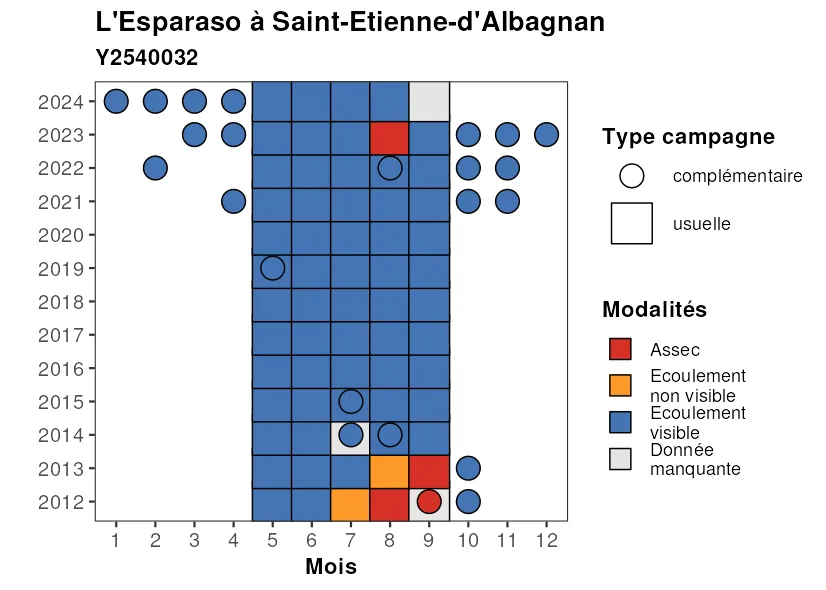 L'Esparaso à Saint-Etienne-d'Albagnan
Y2540032
2024
2023
2022
2021
2020
2019
2018
2017
2016
2015
2014
2013
2012
1 2 3 4 5 6 7 8 9 10 11 12
Mois
Type campagne
complémentaire
usuelle
Modalités
Assec
Ecoulement
non visible
Ecoulement
visible
Donnée
manquante